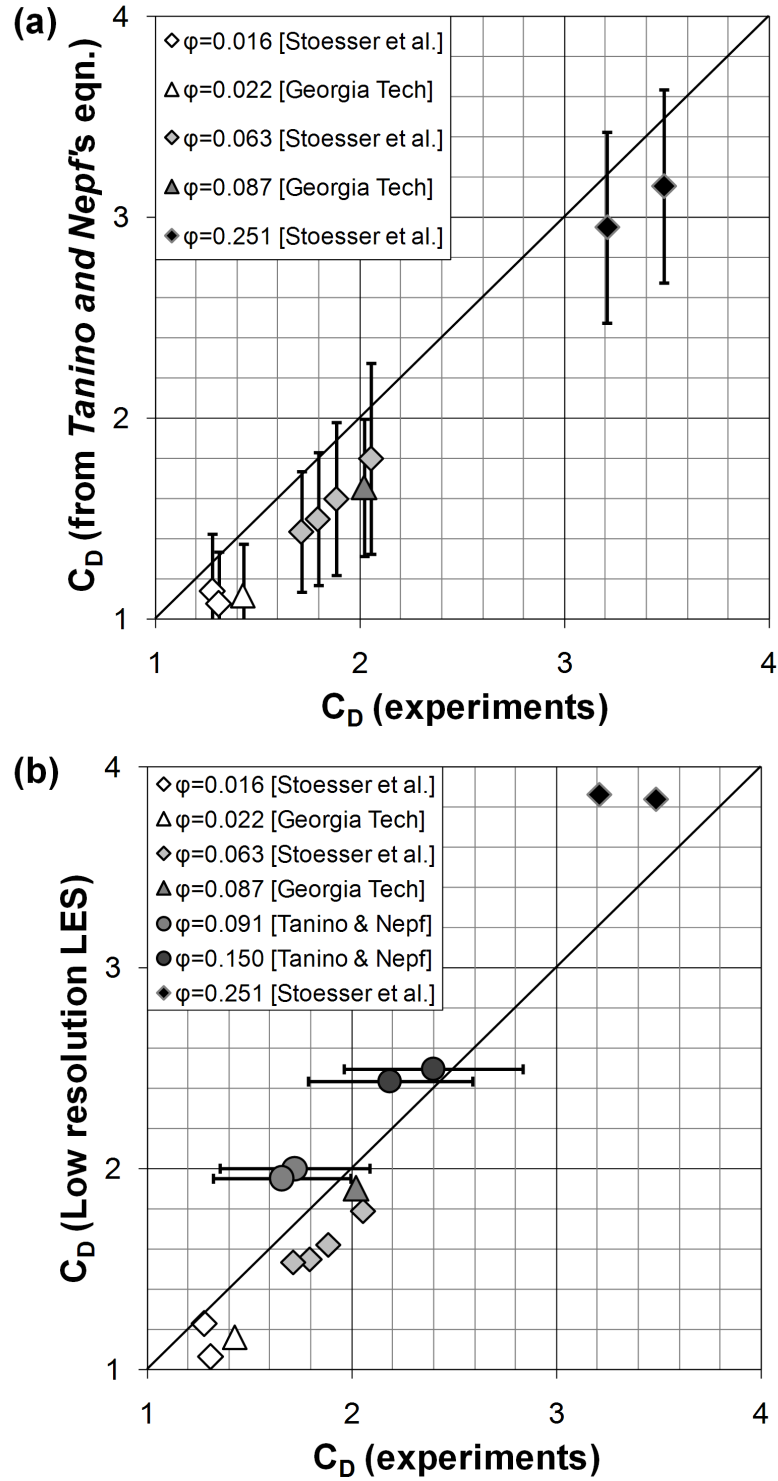 (a)
4
3
2
1
C_D (from Tanino and Nepf's eqn.)
φ=0.016 [Stoesser et al.]
φ=0.022 [Georgia Tech]
φ=0.063 [Stoesser et al.]
φ=0.087 [Georgia Tech]
φ=0.251 [Stoesser et al.]
1 2 3 4
C_D (experiments)
(b)
4
3
2
1
C_D (Low resolution LES)
φ=0.016 [Stoesser et al.]
φ=0.022 [Georgia Tech]
φ=0.063 [Stoesser et al.]
φ=0.087 [Georgia Tech]
φ=0.091 [Tanino & Nepf]
φ=0.150 [Tanino & Nepf]
φ=0.251 [Stoesser et al.]
1 2 3 4
C_D (experiments)